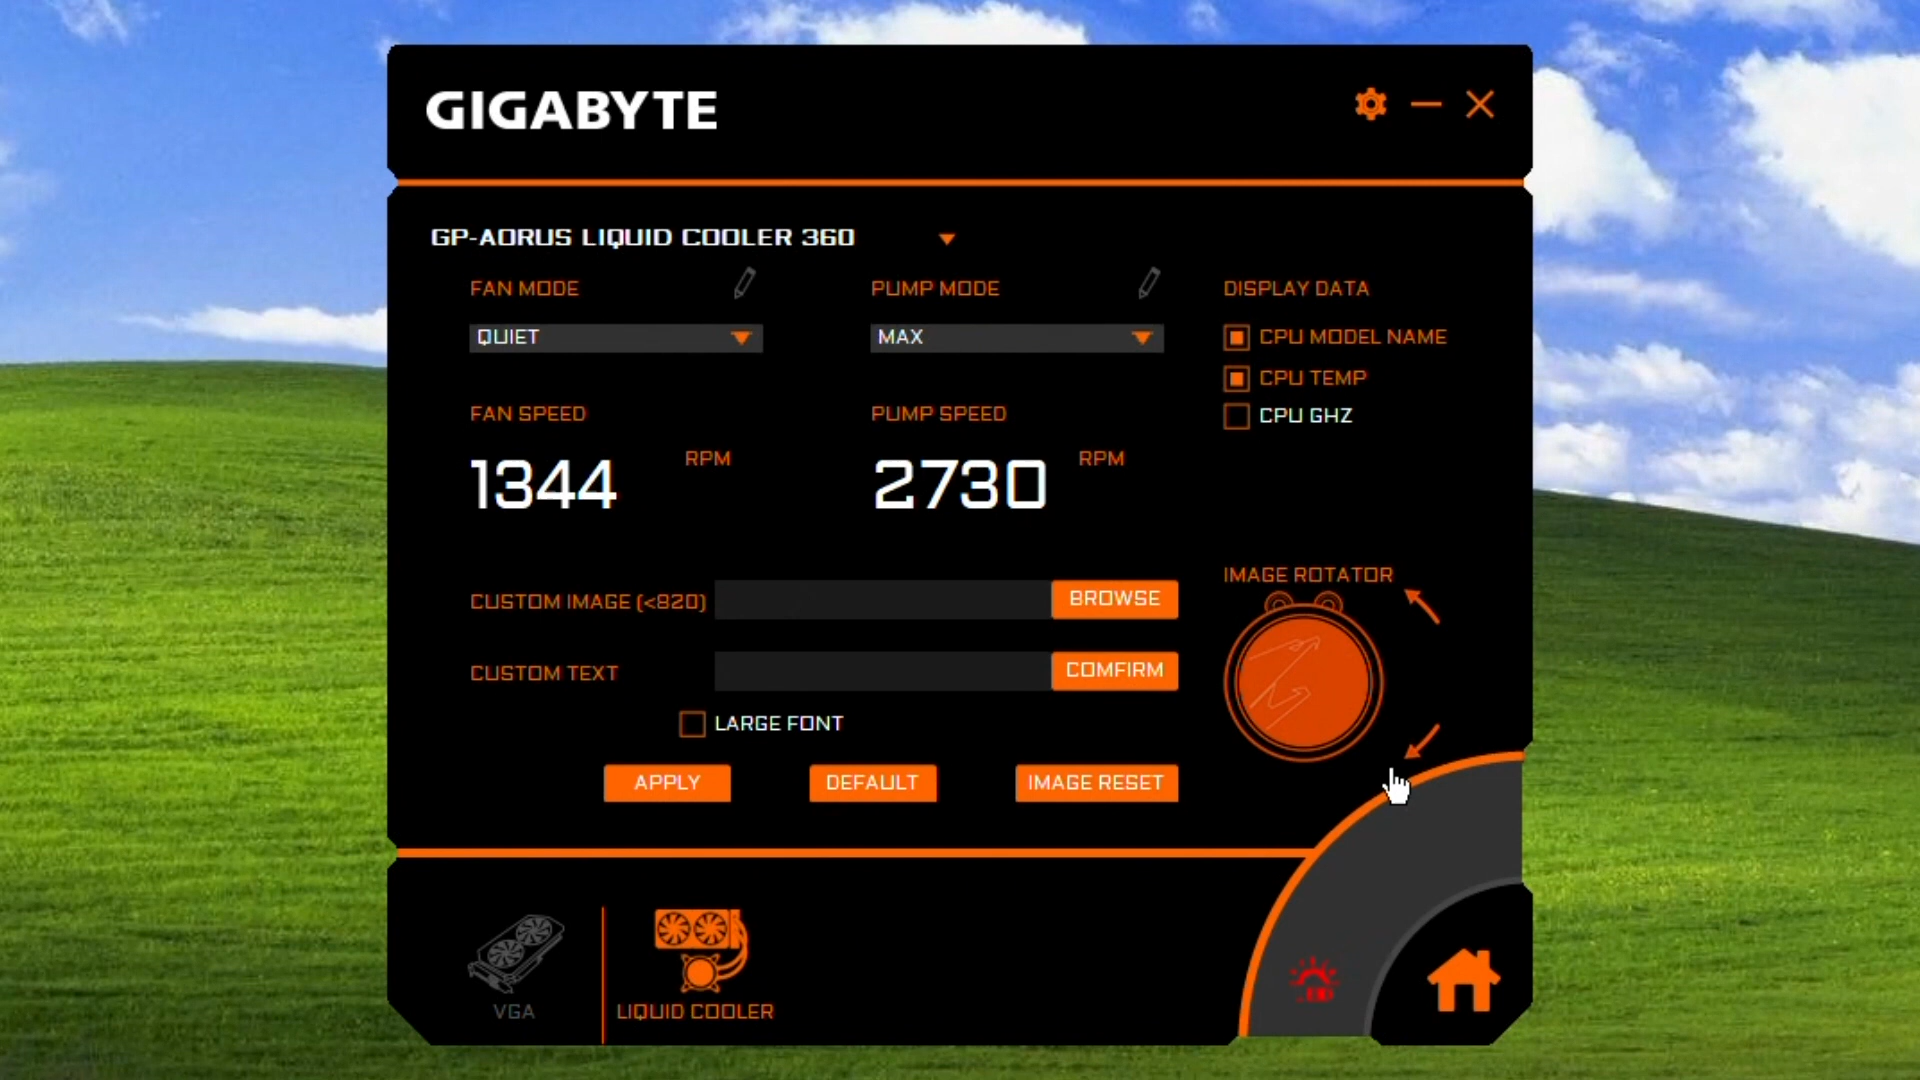 GIGABYTE
GP-AORUS LIQUID COOLER 360
FAN MODE
PUMP MODE
DISPLAY DATA
QUIET
MAX
CPU MODEL NAME
CPU TEMP
CPU GHZ
FAN SPEED
PUMP SPEED
1344 RPM
2730 RPM
CUSTOM IMAGE (<820)
BROWSE
IMAGE ROTATOR
CUSTOM TEXT
COMFIRM
LARGE FONT
APPLY
DEFAULT
IMAGE RESET
VGA
LIQUID COOLER